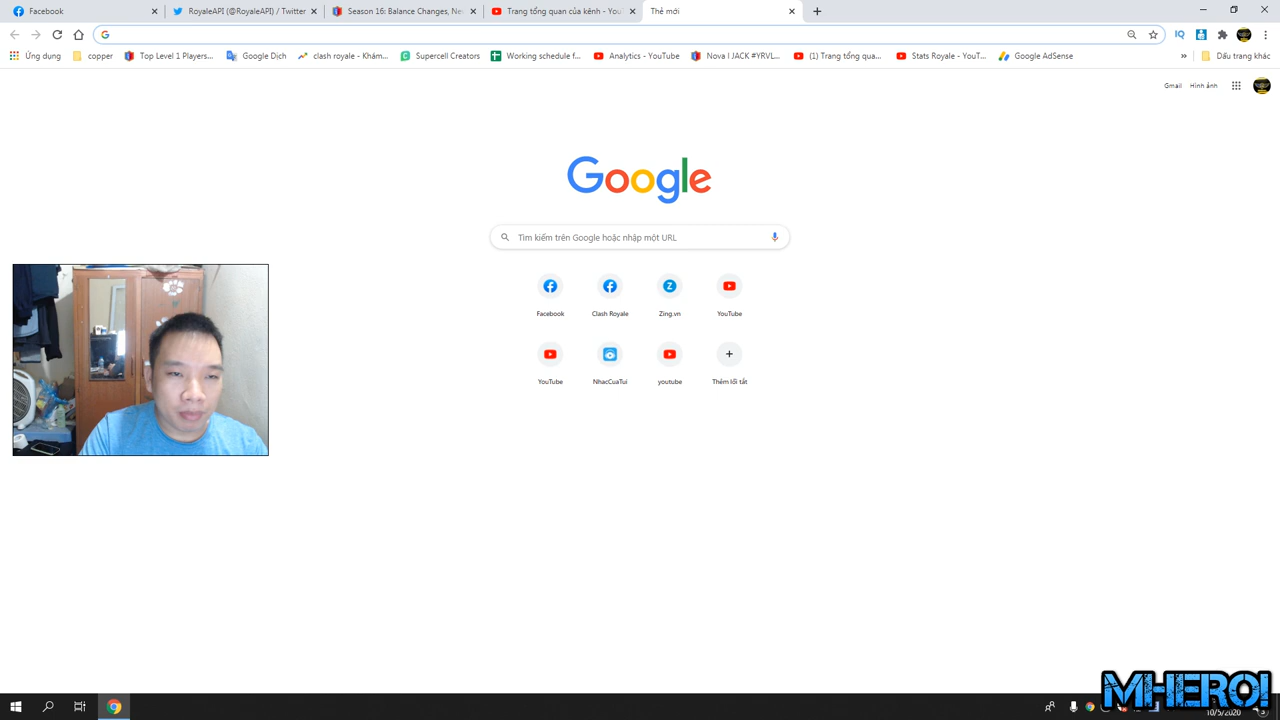 Facebook
RoyaleAPI (@RoyaleAPI) / Twitter
Season 16: Balance Changes, Ne
Trang tổng quan của kênh - You
Thẻ mới
Ứng dụng
copper
Top Level 1 Players...
Google Dịch
clash royale - Khám...
Supercell Creators
Working schedule f...
Analytics - YouTube
Nova l JACK #YRVL...
(1) Trang tổng qua...
Stats Royale - YouT...
Google AdSense
»
Dấu trang khác
Gmail
Hình ảnh
Google
Tìm kiếm trên Google hoặc nhập một URL
Facebook
Clash Royale
Zing.vn
YouTube
YouTube
NhacCuaTui
youtube
Thêm lối tắt
MHERO!
10/5/2020